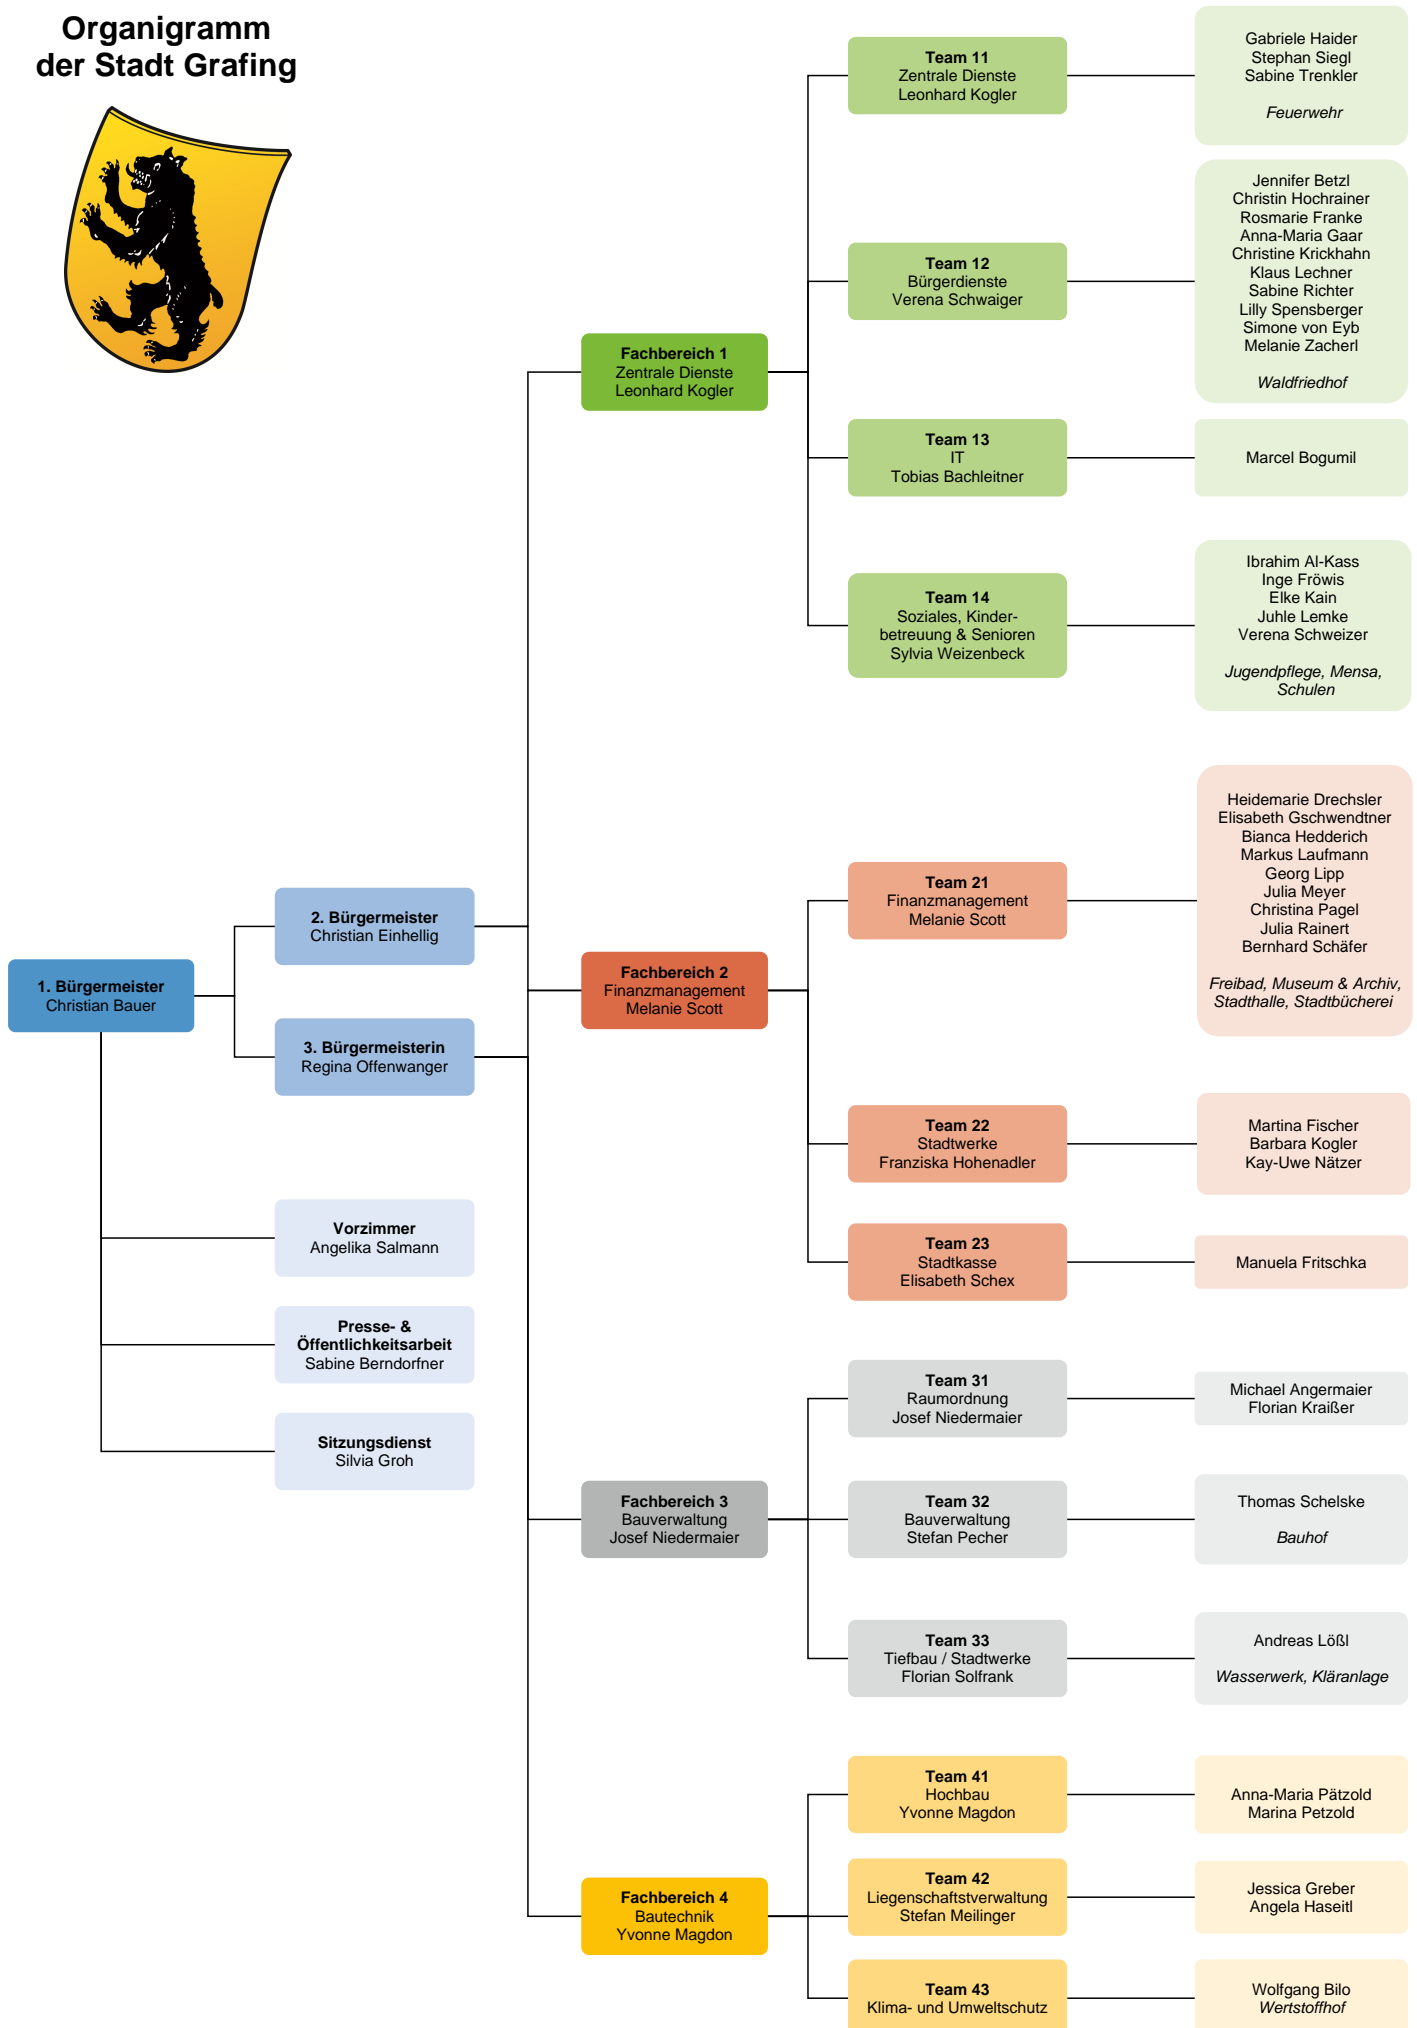 Organigramm
der Stadt Grafing
1. Bürgermeister
Christian Bauer
2. Bürgermeister
Christian Einhellig
3. Bürgermeisterin
Regina Offenwanger
Vorzimmer
Angelika Salmann
Presse- &
Öffentlichkeitsarbeit
Sabine Berndorfner
Sitzungsdienst
Silvia Groh
Fachbereich 1
Zentrale Dienste
Leonhard Kogler
Team 11
Zentrale Dienste
Leonhard Kogler
Gabriele Haider
Stephan Siegl
Sabine Trenkler
Feuerwehr
Team 12
Bürgerdienste
Verena Schwaiger
Jennifer Betzl
Christin Hochrainer
Rosmarie Franke
Anna-Maria Gaar
Christine Krickhahn
Klaus Lechner
Sabine Richter
Lilly Spensberger
Simone von Eyb
Melanie Zacherl
Waldfriedhof
Team 13
IT
Tobias Bachleitner
Marcel Bogumil
Team 14
Soziales, Kinder-
betreuung & Senioren
Sylvia Weizenbeck
Ibrahim Al-Kass
Inge Fröwis
Elke Kain
Juhle Lemke
Verena Schweizer
Jugendpflege, Mensa,
Schulen
Fachbereich 2
Finanzmanagement
Melanie Scott
Team 21
Finanzmanagement
Melanie Scott
Heidemarie Drechsler
Elisabeth Gschwendtner
Bianca Hedderich
Markus Laufmann
Georg Lipp
Julia Meyer
Christina Pagel
Julia Rainert
Bernhard Schäfer
Freibad, Museum & Archiv,
Stadthalle, Stadtbücherei
Team 22
Stadtwerke
Franziska Hohenadler
Martina Fischer
Barbara Kogler
Kay-Uwe Nätzer
Team 23
Stadtkasse
Elisabeth Schex
Manuela Fritschka
Fachbereich 3
Bauverwaltung
Josef Niedermaier
Team 31
Raumordnung
Josef Niedermaier
Michael Angermaier
Florian Kraißer
Team 32
Bauverwaltung
Stefan Pecher
Thomas Schelske
Bauhof
Team 33
Tiefbau / Stadtwerke
Florian Solfrank
Andreas Lößl
Wasserwerk, Kläranlage
Fachbereich 4
Bautechnik
Yvonne Magdon
Team 41
Hochbau
Yvonne Magdon
Anna-Maria Pätzold
Marina Petzold
Team 42
Liegenschaftstverwaltung
Stefan Meilinger
Jessica Greber
Angela Haseitl
Team 43
Klima- und Umweltschutz
Wolfgang Bilo
Wertstoffhof